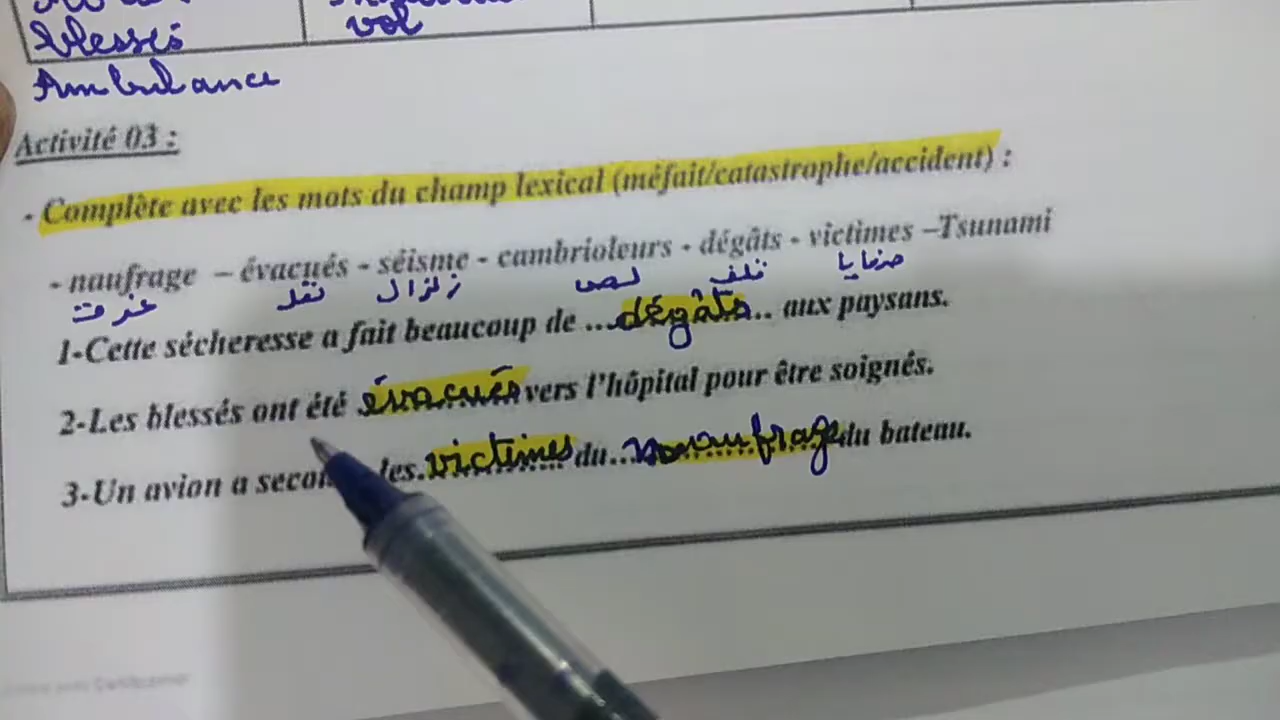 blessés vol
Ambulance
Activité 03 :
- Complète avec les mots du champ lexical (méfait/catastrophe/accident) :
- naufrage – évacués - séisme - cambrioleurs - dégâts - victimes –Tsunami
غرق نقل زلزال لص تلف ضحايا
1-Cette sécheresse a fait beaucoup de ...dégâts.. aux paysans.
2-Les blessés ont été évacués vers l'hôpital pour être soignés.
3-Un avion a les.victimes du...naufrage du bateau.